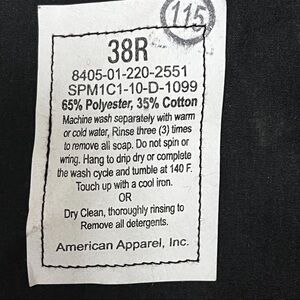 115
38R
8405-01-220-2551
SPM1C1-10-D-1099
65% Polyester, 35% Cotton
Machine wash separately with warm
or cold water, Rinse three (3) times
to remove all soap. Do not spin or
wring. Hang to drip dry or complete
the wash cycle and tumble at 140 F.
Touch up with a cool iron.
OR
Dry Clean, thoroughly rinsing to
Remove all detergents.
American Apparel, Inc.